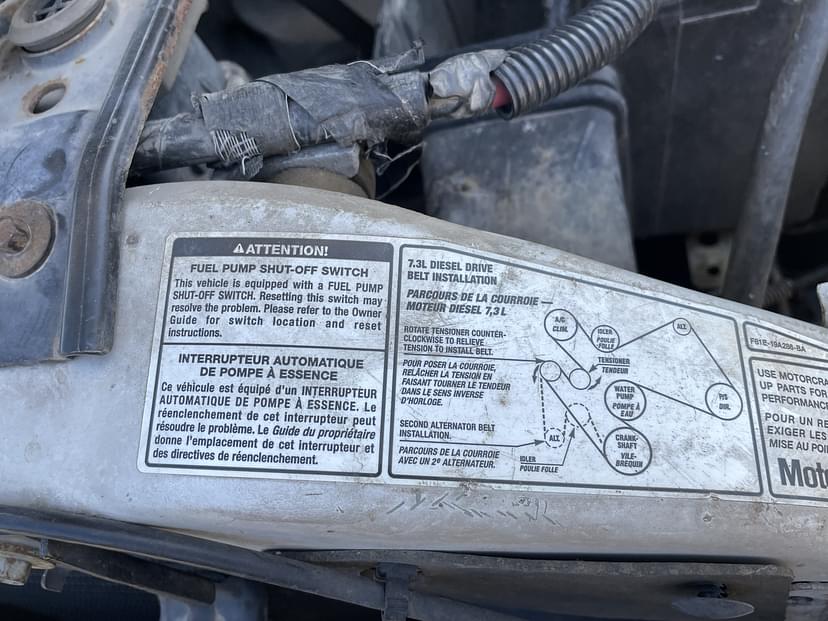 ATTENTION!
FUEL PUMP SHUT-OFF SWITCH
This vehicle is equipped with a FUEL PUMP
SHUT-OFF SWITCH. Resetting this switch may
resolve the problem. Please refer to the Owner
Guide for switch location and reset
instructions.
INTERRUPTEUR AUTOMATIQUE
DE POMPE À ESSENCE
Ce véhicule est équipé d'un INTERRUPTEUR
AUTOMATIQUE DE POMPE À ESSENCE. Le
réenclenchement de cet interrupteur peut
résoudre le problème. Le Guide du propriétaire
donne l'emplacement de cet interrupteur et
des directives de réenclenchement.
7.3L DIESEL DRIVE
BELT INSTALLATION
PARCOURS DE LA COURROIE
MOTEUR DIESEL 7,3 L
ROTATE TENSIONER COUNTER-
CLOCKWISE TO RELIEVE
TENSION TO INSTALL BELT.
POUR POSER LA COURROIE,
RELÂCHER LA TENSION EN
FAISANT TOURNER LE TENDEUR
DANS LE SENS INVERSE
D'HORLOGE.
SECOND ALTERNATOR BELT
INSTALLATION.
PARCOURS DE LA COURROIE
AVEC UN 2e ALTERNATEUR.
A/C
CLIM.
IDLER
POULIE
FOLLE
ALT.
TENSIONER
TENDEUR
WATER
PUMP
POMPE À
EAU
P/S
DIR.
ALT.
IDLER
POULIE FOLLE
CRANK-
SHAFT
VILE-
BREQUIN
F81E-19A286-BA
USE MOTORCRA
UP PARTS FOR
PERFORMANCE
POUR UN RE
EXIGER LES
MISE AU POI
Moto